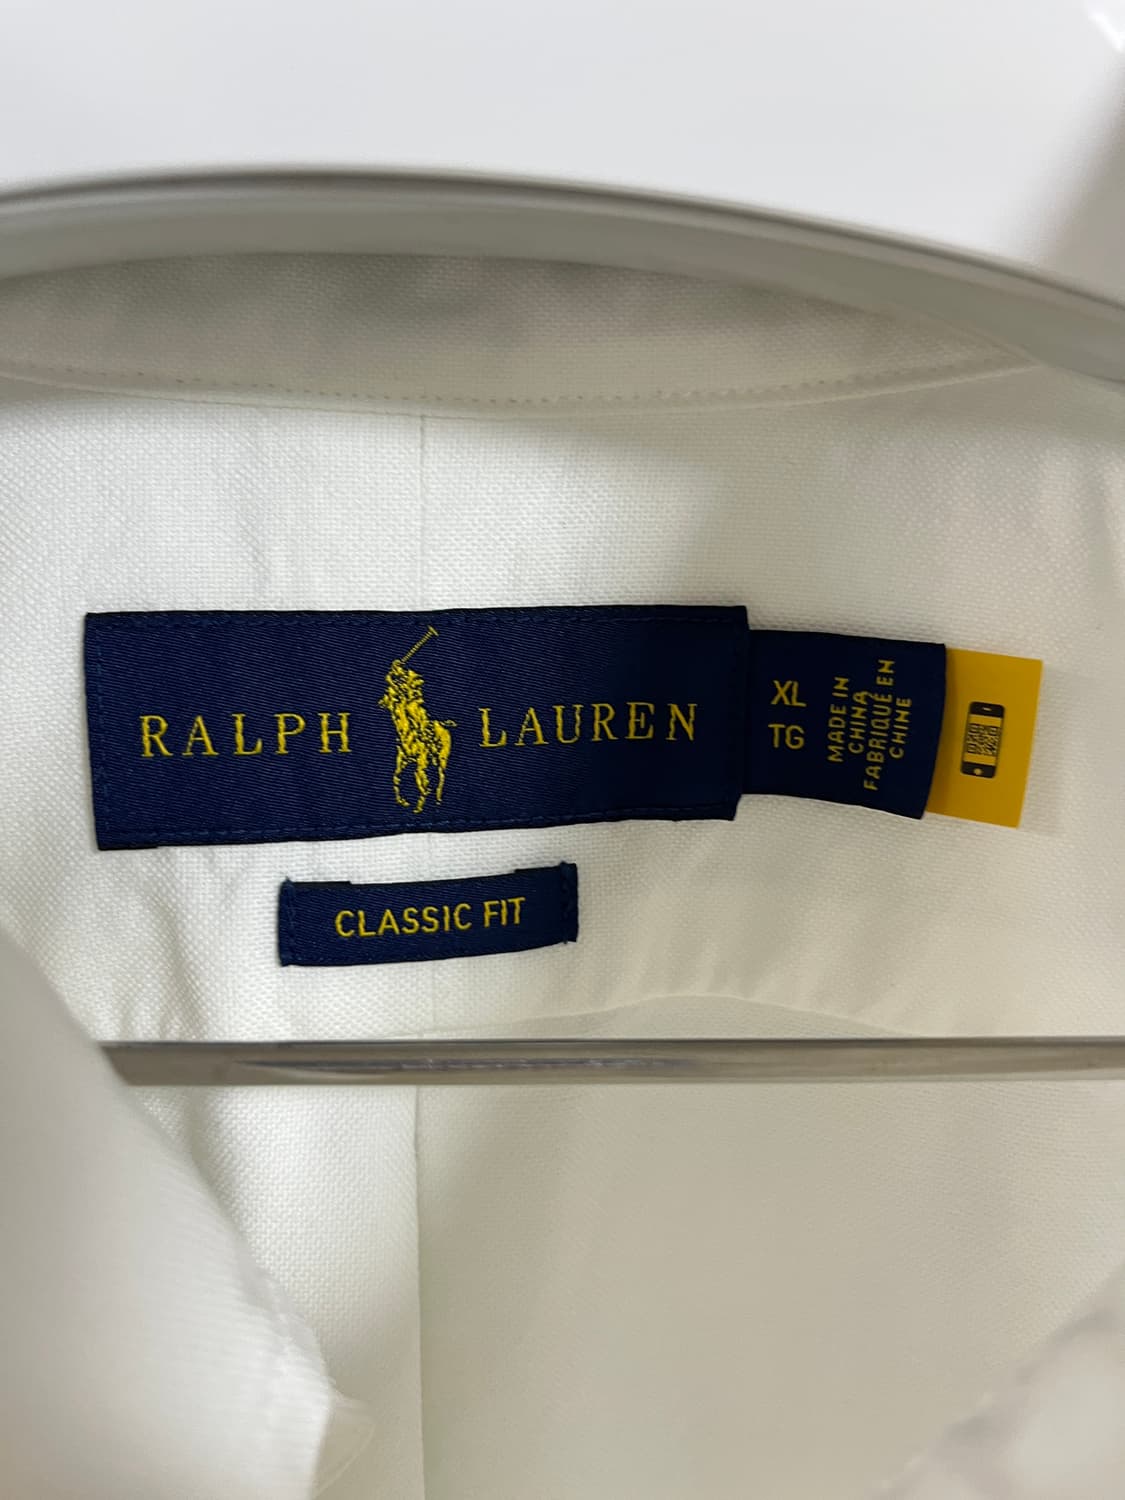 RALPH LAUREN
XL
TG
MADE IN
CHINA
FABRIQUÉ EN
CHINE
CLASSIC FIT